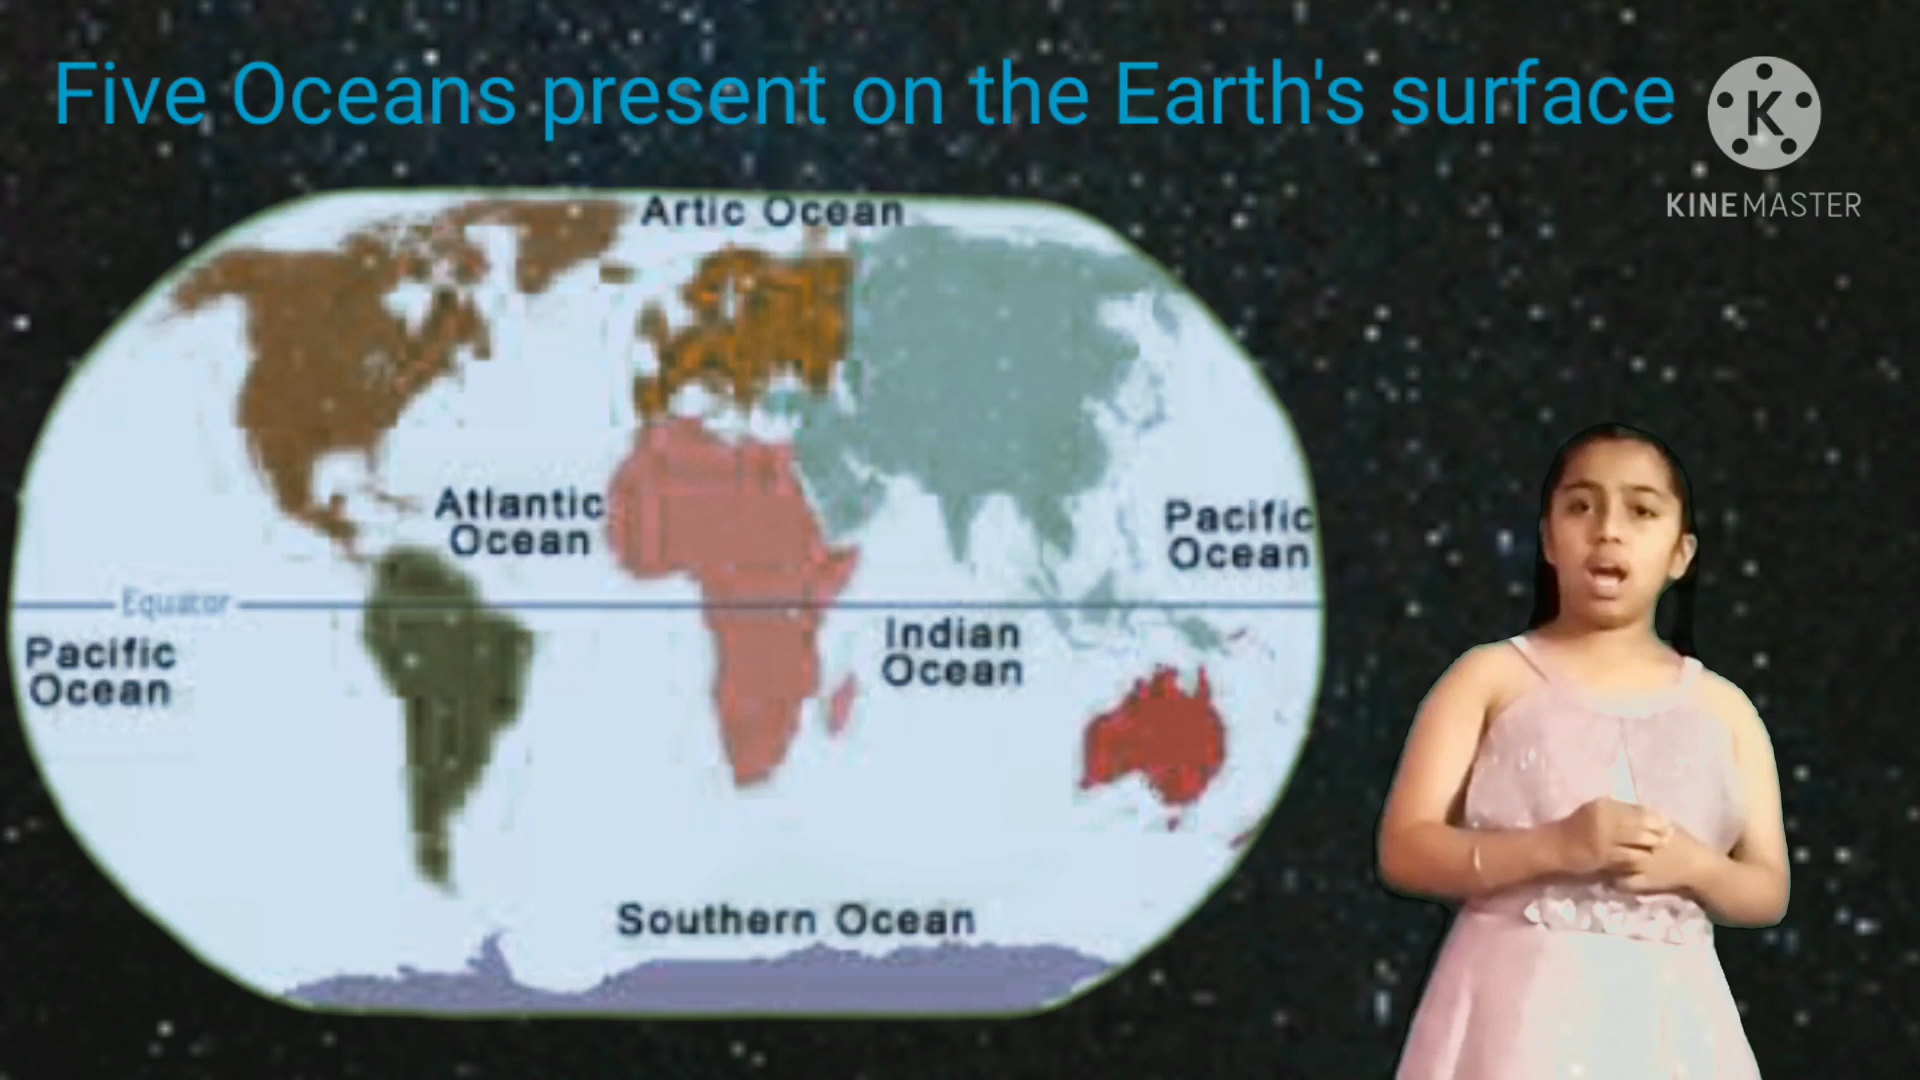 Five Oceans present on the Earth's surface
K
KINEMASTER
Artic Ocean
Atlantic
Ocean
Pacific
Ocean
Equator
Pacific
Ocean
Indian
Ocean
Southern Ocean